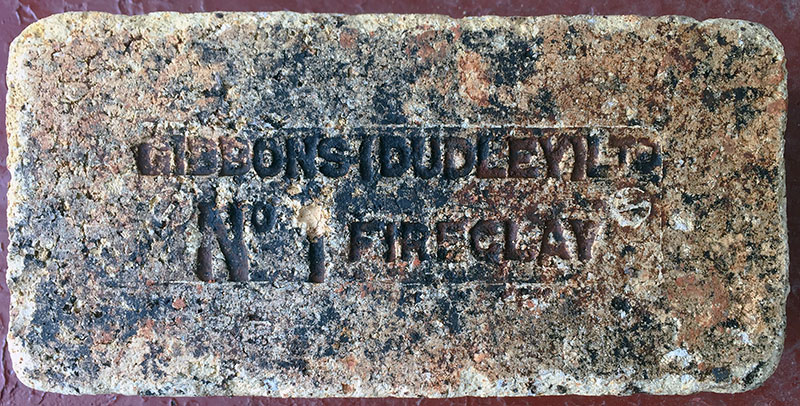 GIBBONS (DUDLEY) LTD
No 1 FIRECLAY